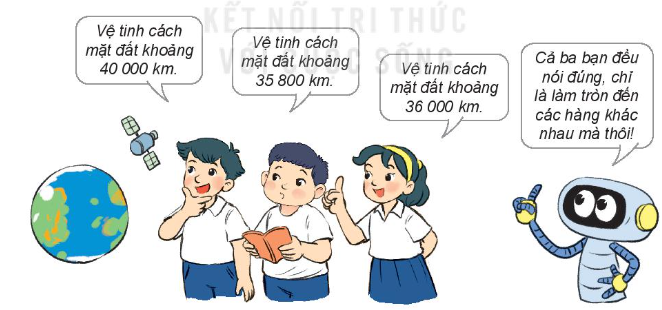 KẾT NỐI TRI THỨC
VỚI CUỘC SỐNG
Vệ tinh cách
mặt đất khoảng
40 000 km.
Vệ tinh cách
mặt đất khoảng
35 800 km.
Vệ tinh cách
mặt đất khoảng
36 000 km.
Cả ba bạn đều
nói đúng, chỉ
là làm tròn đến
các hàng khác
nhau mà thôi!